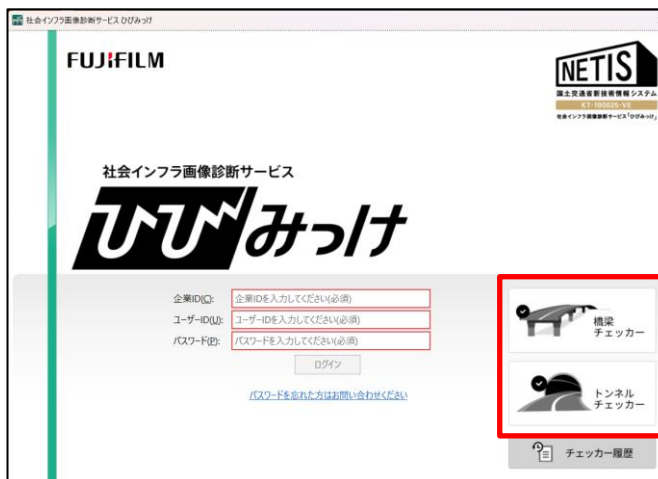 社会インフラ画像診断サービス ひびみっけ
FUJIFILM
NETIS
国土交通省新技術情報システム
KT-190025-VE
社会インフラ画像診断サービス「ひびみっけ」
社会インフラ画像診断サービス
ひびみっけ
企業ID(C):
企業IDを入力してください(必須)
ユーザーID(U):
ユーザーIDを入力してください(必須)
パスワード(P):
パスワードを入力してください(必須)
ログイン
パスワードを忘れた方はお問い合わせください
橋梁
チェッカー
トンネル
チェッカー
チェッカー履歴